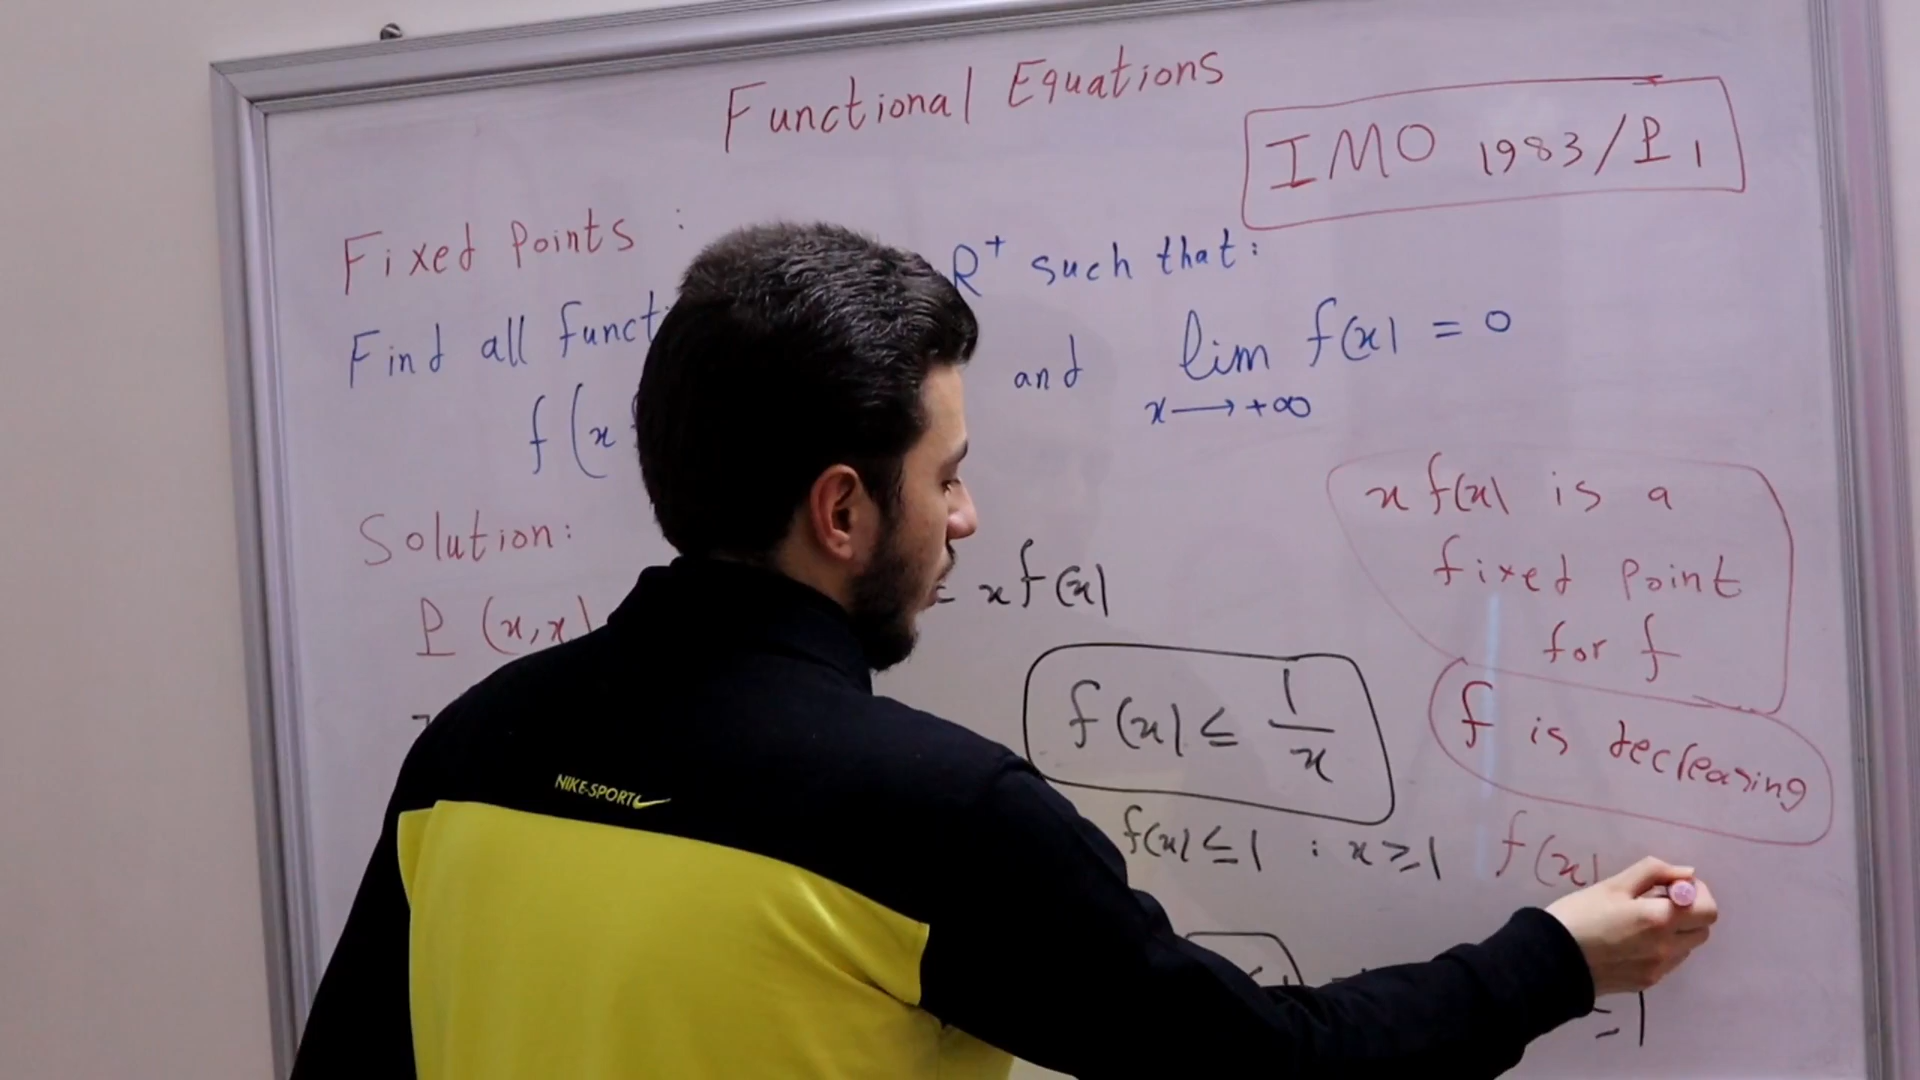 Functional Equations
IMO 1983/P1
Fixed Points :
Find all funct R⁺ such that:
f(x and lim f(x) = 0
x→+∞
x f(x) is a
fixed point
for f
Solution:
P(x,x) = x f(x)
f(x) ≤ 1/x
f is decreasing
f(x) ≤ 1 : x ≥ 1 f(x)
= 1
NIKE-SPORT